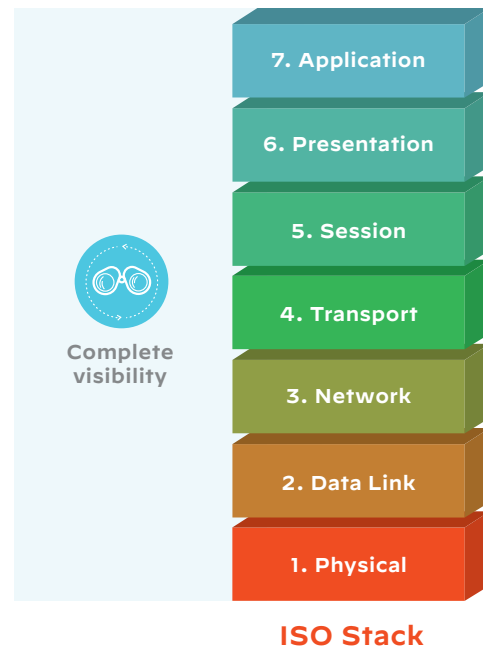 7. Application
6. Presentation
5. Session
4. Transport
Complete
visibility
3. Network
2. Data Link
1. Physical
ISO Stack